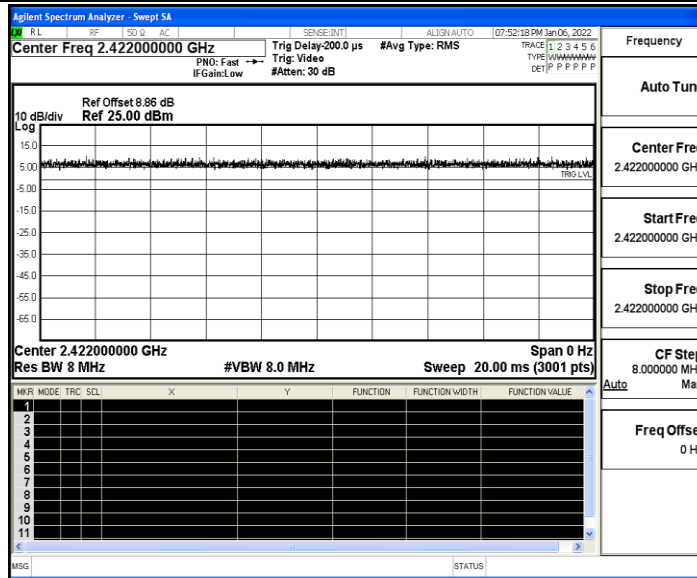 Agilent Spectrum Analyzer - Swept SA
RL RF 50 Ω AC SENSE:INT ALIGN AUTO 07:52:18 PM Jan 06, 2022
Center Freq 2.422000000 GHz
PNO: Fast
IFGain:Low
Trig Delay-200.0 µs
Trig: Video
#Atten: 30 dB
#Avg Type: RMS
TRACE 1 2 3 4 5 6
TYPE
DET P P P P P P
Ref Offset 8.86 dB
10 dB/div Ref 25.00 dBm
Log
15.0
5.00
TRIG LVL
-5.00
-15.0
-25.0
-35.0
-45.0
-55.0
-65.0
Center 2.422000000 GHz Span 0 Hz
Res BW 8 MHz #VBW 8.0 MHz Sweep 20.00 ms (3001 pts)
MKR MODE TRC SCL X Y FUNCTION FUNCTION WIDTH FUNCTION VALUE
1
2
3
4
5
6
7
8
9
10
11
MSG STATUS
Frequency
Auto Tun
Center Fre
2.422000000 GH
Start Fre
2.422000000 GH
Stop Fre
2.422000000 GH
CF Step
8.000000 MH
Auto Ma
Freq Offse
0 H